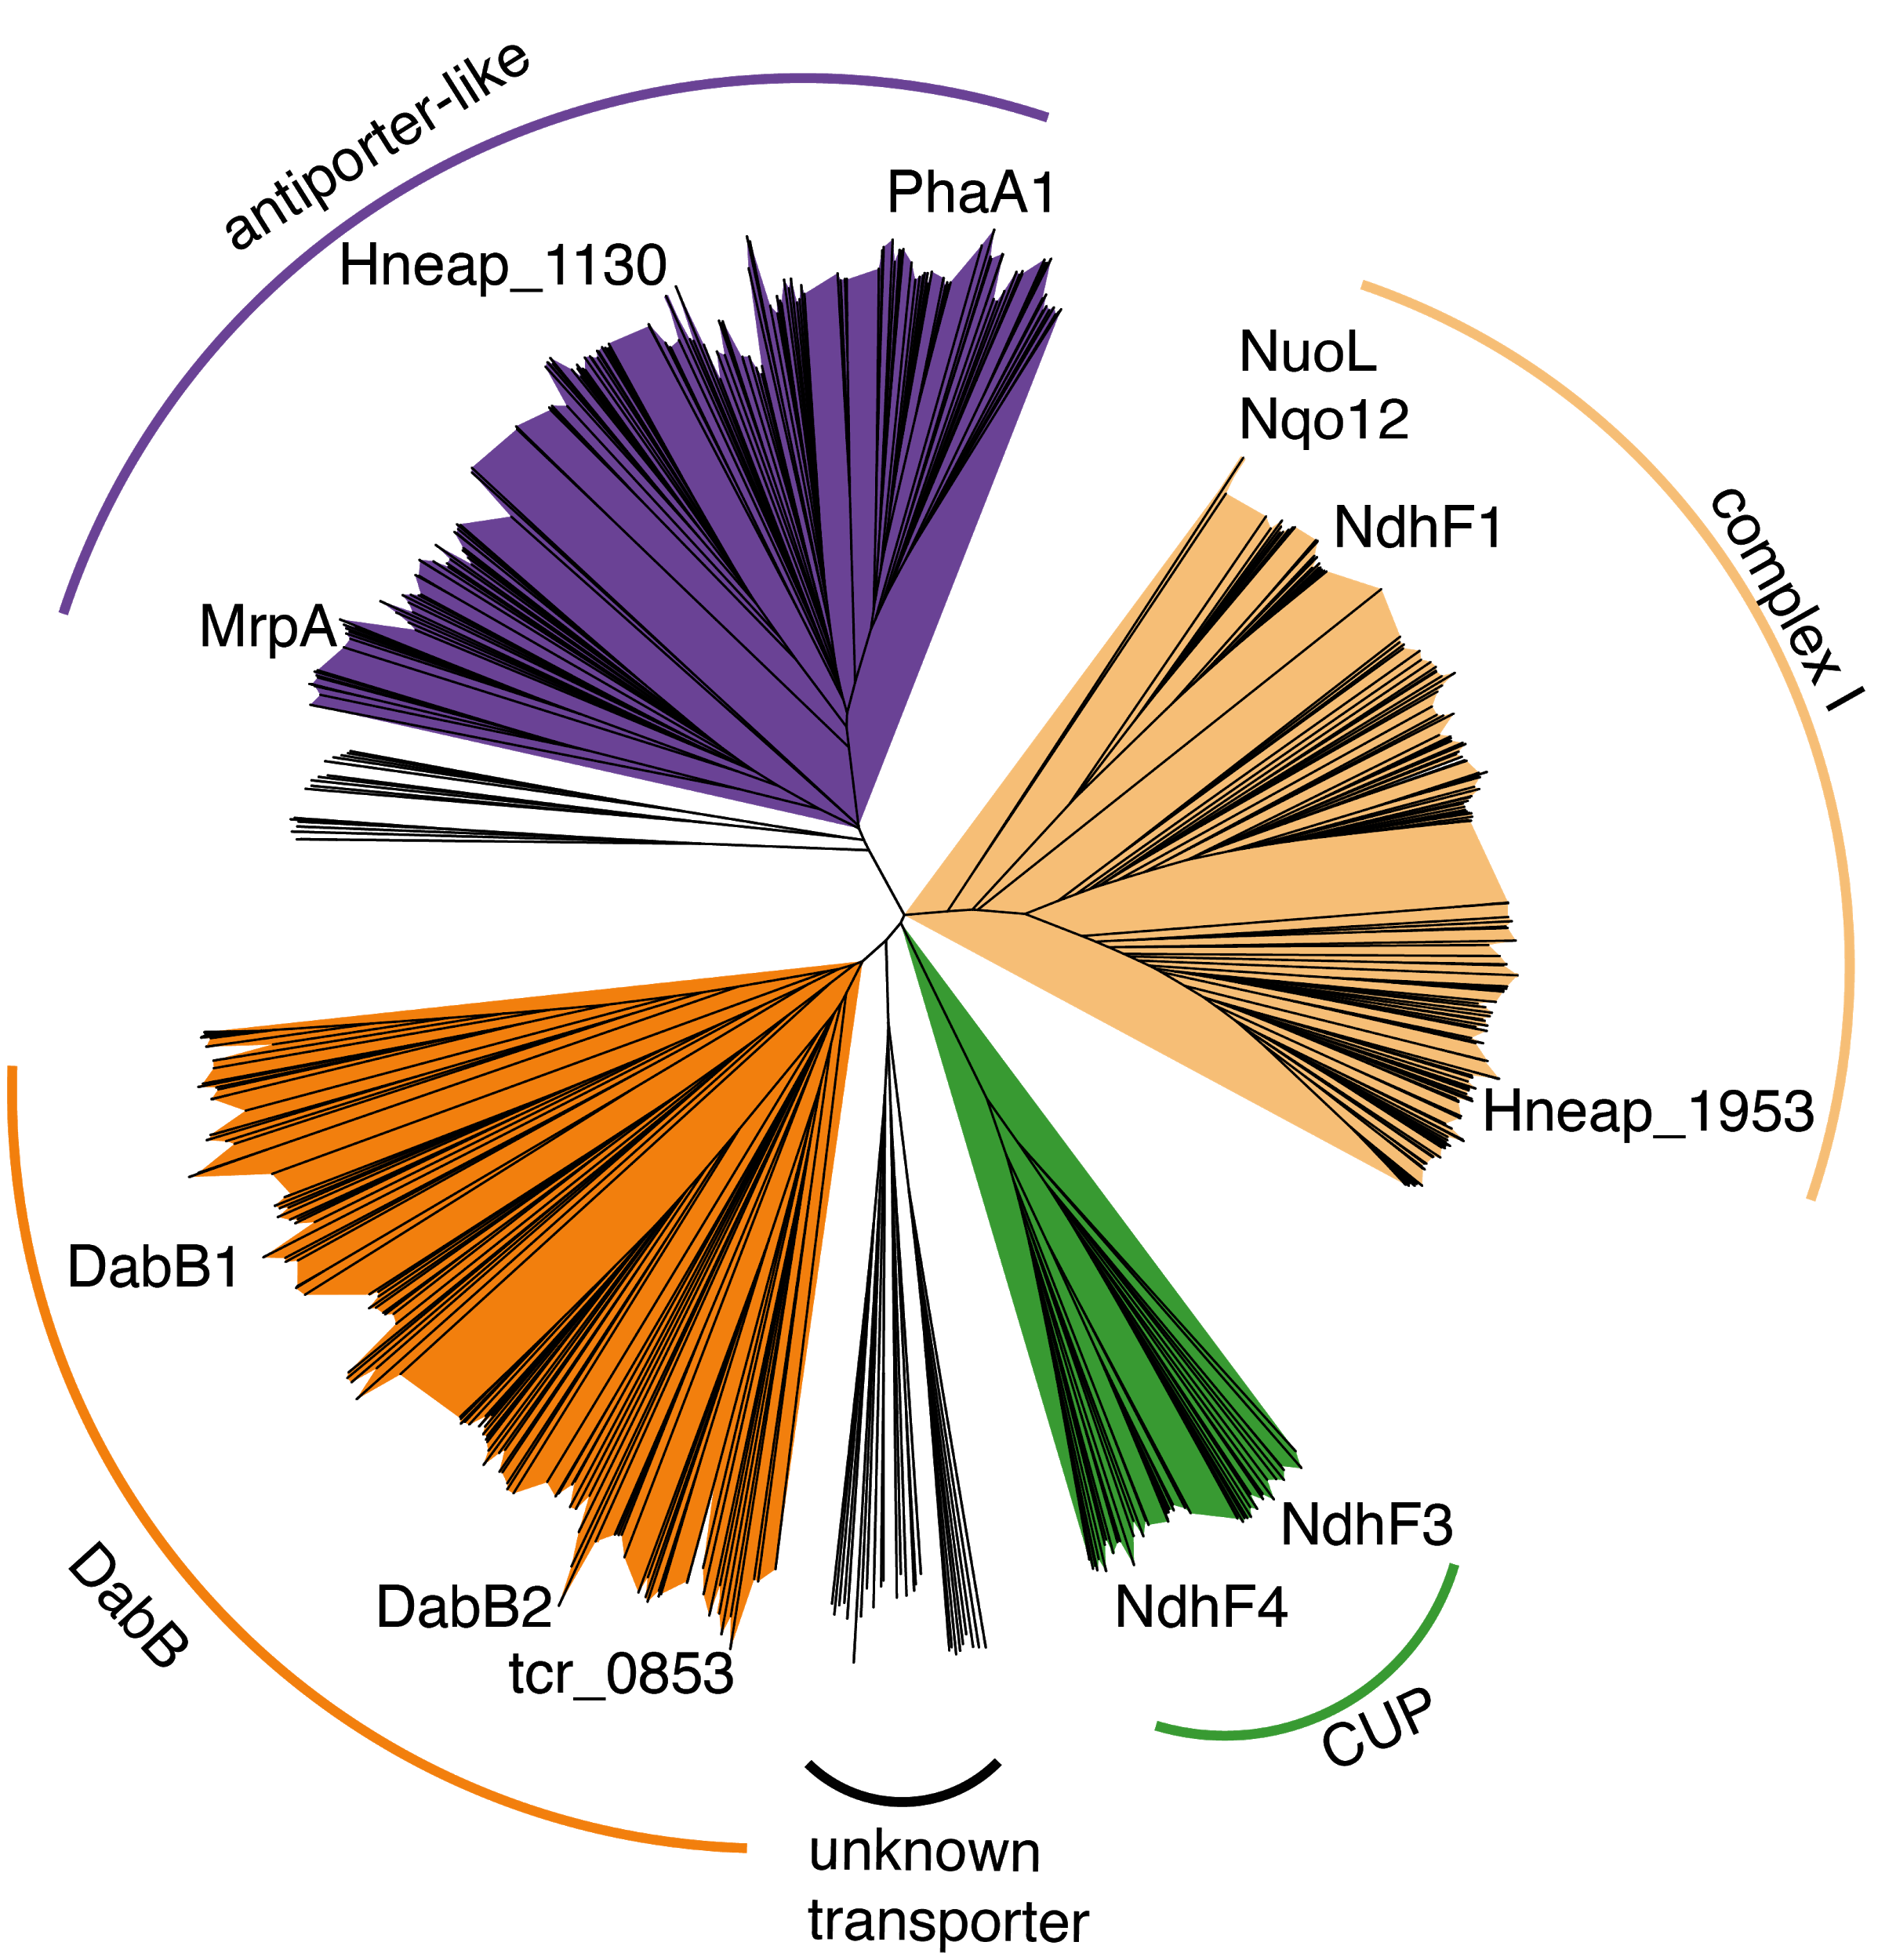 antiporter-like
PhaA1
Hneap_1130
NuoL
Nqo12
NdhF1
complex I
MrpA
Hneap_1953
DabB1
NdhF3
DabB
DabB2
NdhF4
tcr_0853
CUP
unknown
transporter